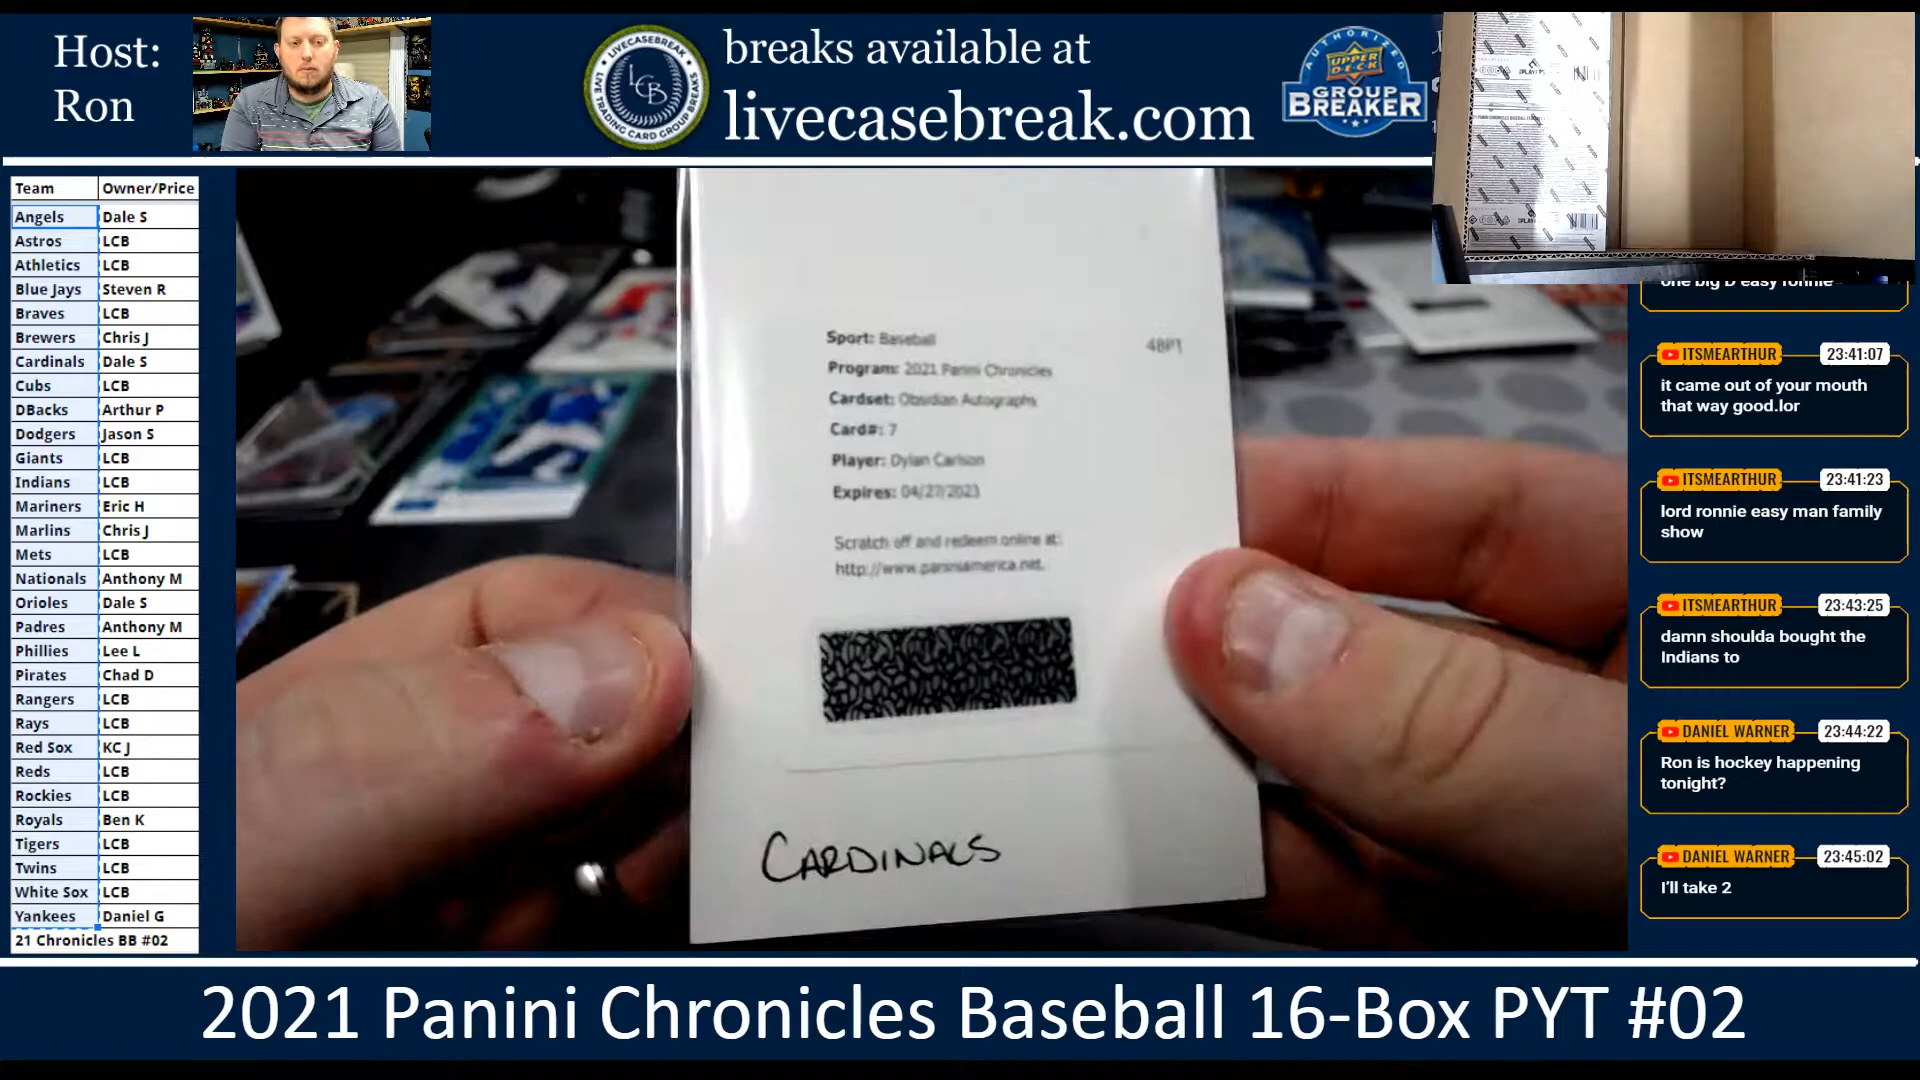 Host:
Ron
LIVECASEBREAK
LCB
LIVE TRADING CARD GROUP BREAKS
breaks available at
livecasebreak.com
AUTHORIZED
UPPER DECK
GROUP
BREAKER
Team Owner/Price
Angels Dale S
Astros LCB
Athletics LCB
Blue Jays Steven R
Braves LCB
Brewers Chris J
Cardinals Dale S
Cubs LCB
DBacks Arthur P
Dodgers Jason S
Giants LCB
Indians LCB
Mariners Eric H
Marlins Chris J
Mets LCB
Nationals Anthony M
Orioles Dale S
Padres Anthony M
Phillies Lee L
Pirates Chad D
Rangers LCB
Rays LCB
Red Sox KC J
Reds LCB
Rockies LCB
Royals Ben K
Tigers LCB
Twins LCB
White Sox LCB
Yankees Daniel G
21 Chronicles BB #02
Sport: Baseball
48PT
Program: 2021 Panini Chronicles
Cardset: Obsidian Autographs
Card#: 7
Player: Dylan Carlson
Expires: 04/27/2023
Scratch off and redeem online at:
http://www.paniniamerica.net.
CARDINALS
one big D easy ronnie
ITSMEARTHUR 23:41:07
it came out of your mouth
that way good.lor
ITSMEARTHUR 23:41:23
lord ronnie easy man family
show
ITSMEARTHUR 23:43:25
damn shoulda bought the
Indians to
DANIEL WARNER 23:44:22
Ron is hockey happening
tonight?
DANIEL WARNER 23:45:02
I'll take 2
2021 Panini Chronicles Baseball 16-Box PYT #02